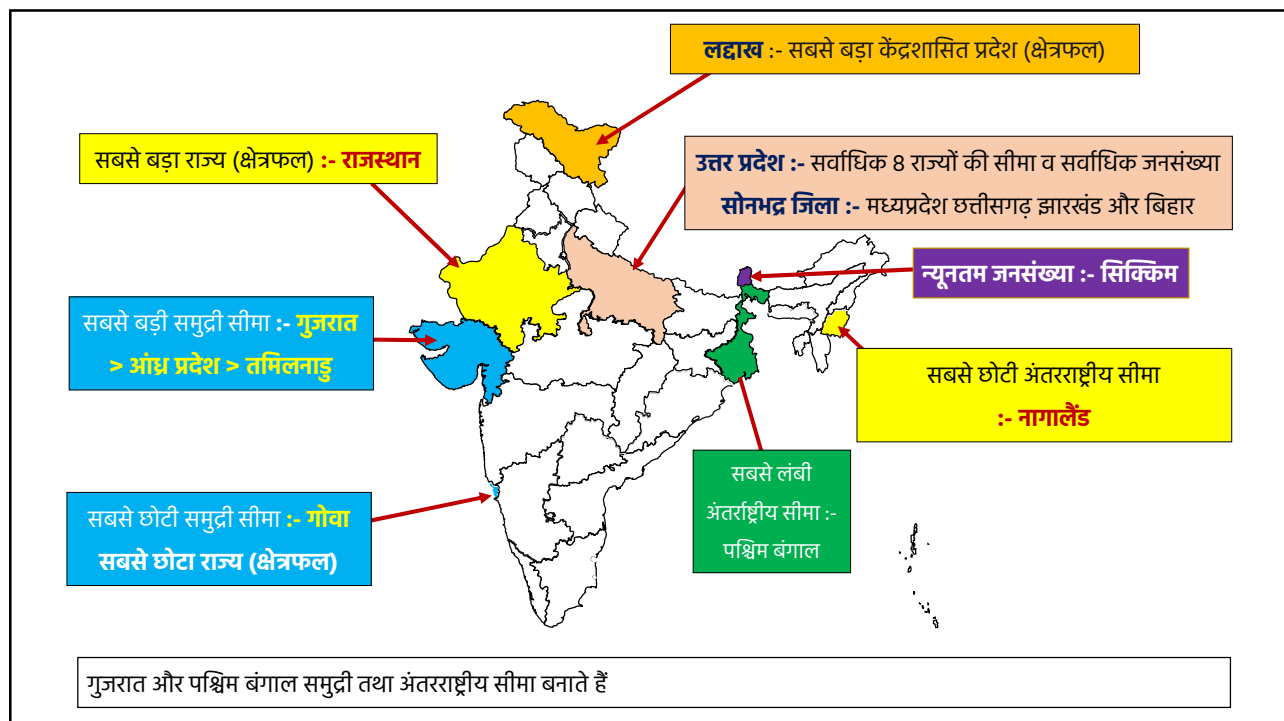 लद्दाख :- सबसे बड़ा केंद्रशासित प्रदेश (क्षेत्रफल)
सबसे बड़ा राज्य (क्षेत्रफल) :- राजस्थान
उत्तर प्रदेश :- सर्वाधिक 8 राज्यों की सीमा व सर्वाधिक जनसंख्या
सोनभद्र जिला :- मध्यप्रदेश छत्तीसगढ़ झारखंड और बिहार
न्यूनतम जनसंख्या :- सिक्किम
सबसे बड़ी समुद्री सीमा :- गुजरात
> आंध्र प्रदेश > तमिलनाडु
सबसे छोटी अंतरराष्ट्रीय सीमा
:- नागालैंड
सबसे लंबी
अंतर्राष्ट्रीय सीमा :-
पश्चिम बंगाल
सबसे छोटी समुद्री सीमा :- गोवा
सबसे छोटा राज्य (क्षेत्रफल)
गुजरात और पश्चिम बंगाल समुद्री तथा अंतरराष्ट्रीय सीमा बनाते हैं